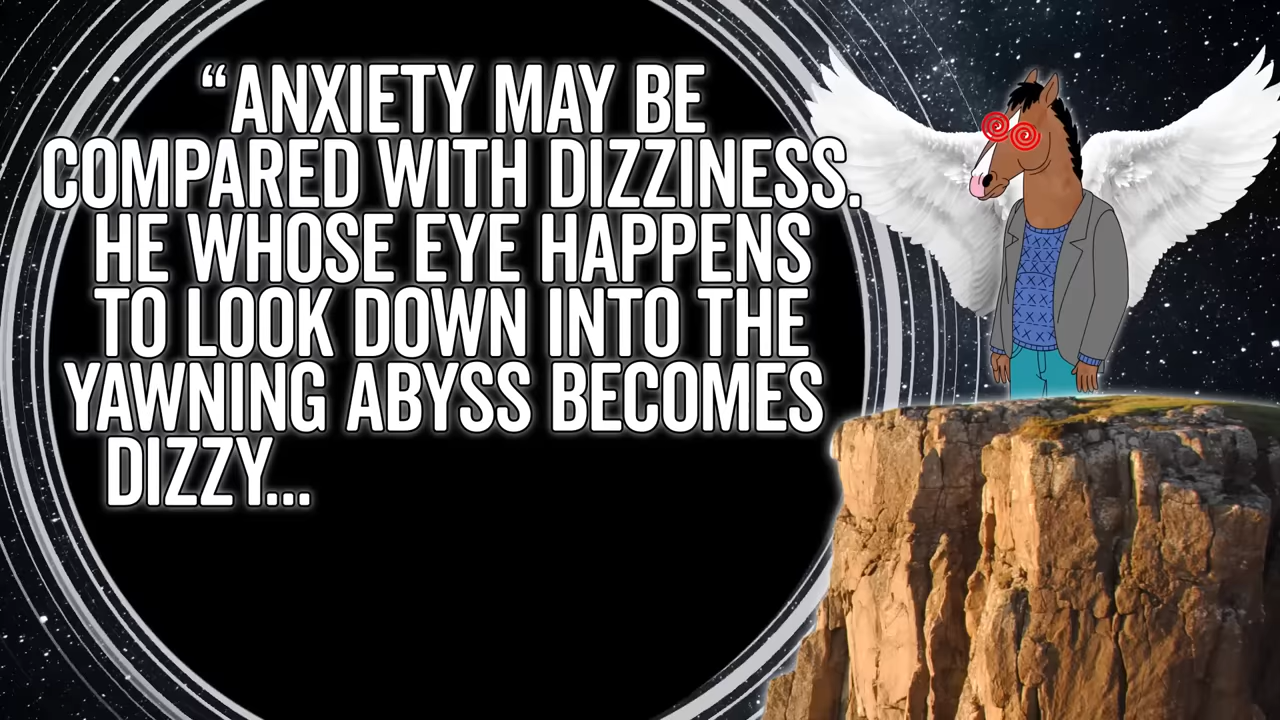 “ANXIETY MAY BE
COMPARED WITH DIZZINESS.
HE WHOSE EYE HAPPENS
TO LOOK DOWN INTO THE
YAWNING ABYSS BECOMES
DIZZY...